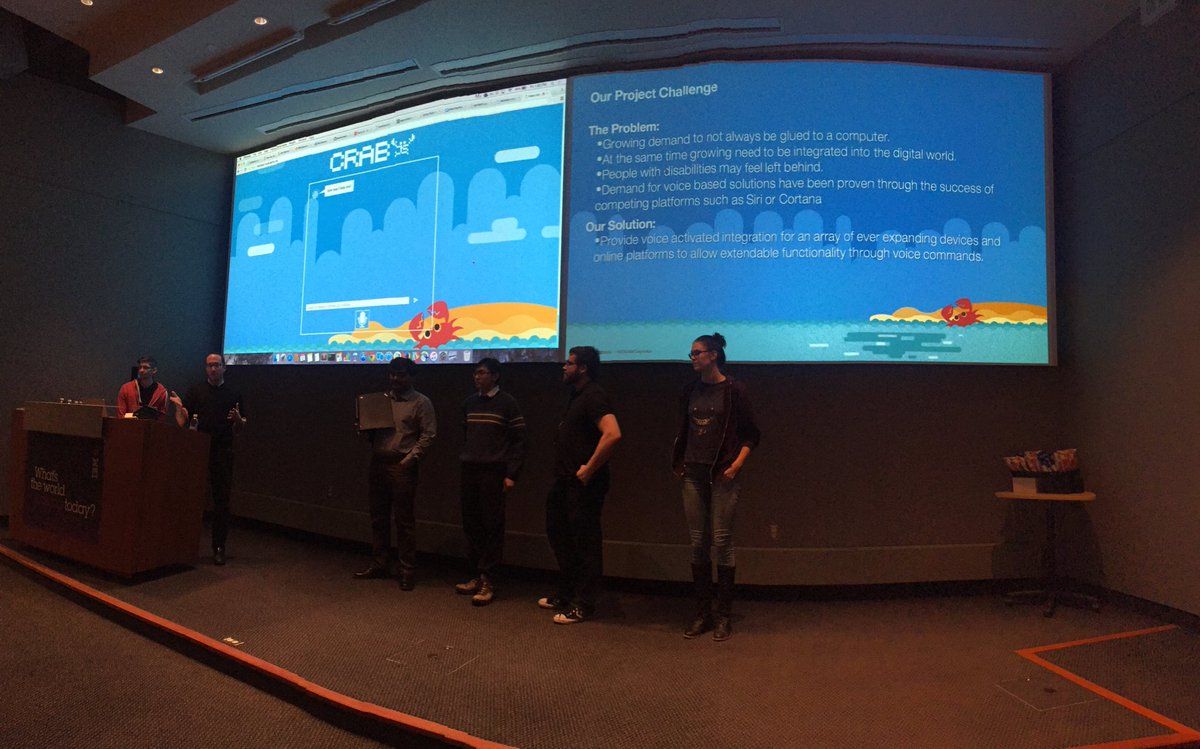 CRAB
Our Project Challenge
The Problem:
•Growing demand to not always be glued to a computer.
•At the same time growing need to be integrated into the digital world.
•People with disabilities may feel left behind.
•Demand for voice based solutions have been proven through the success of
competing platforms such as Siri or Cortana
Our Solution:
•Provide voice activated integration for an array of ever expanding devices and
online platforms to allow extendable functionality through voice commands.
IBM
What's
the world
today?